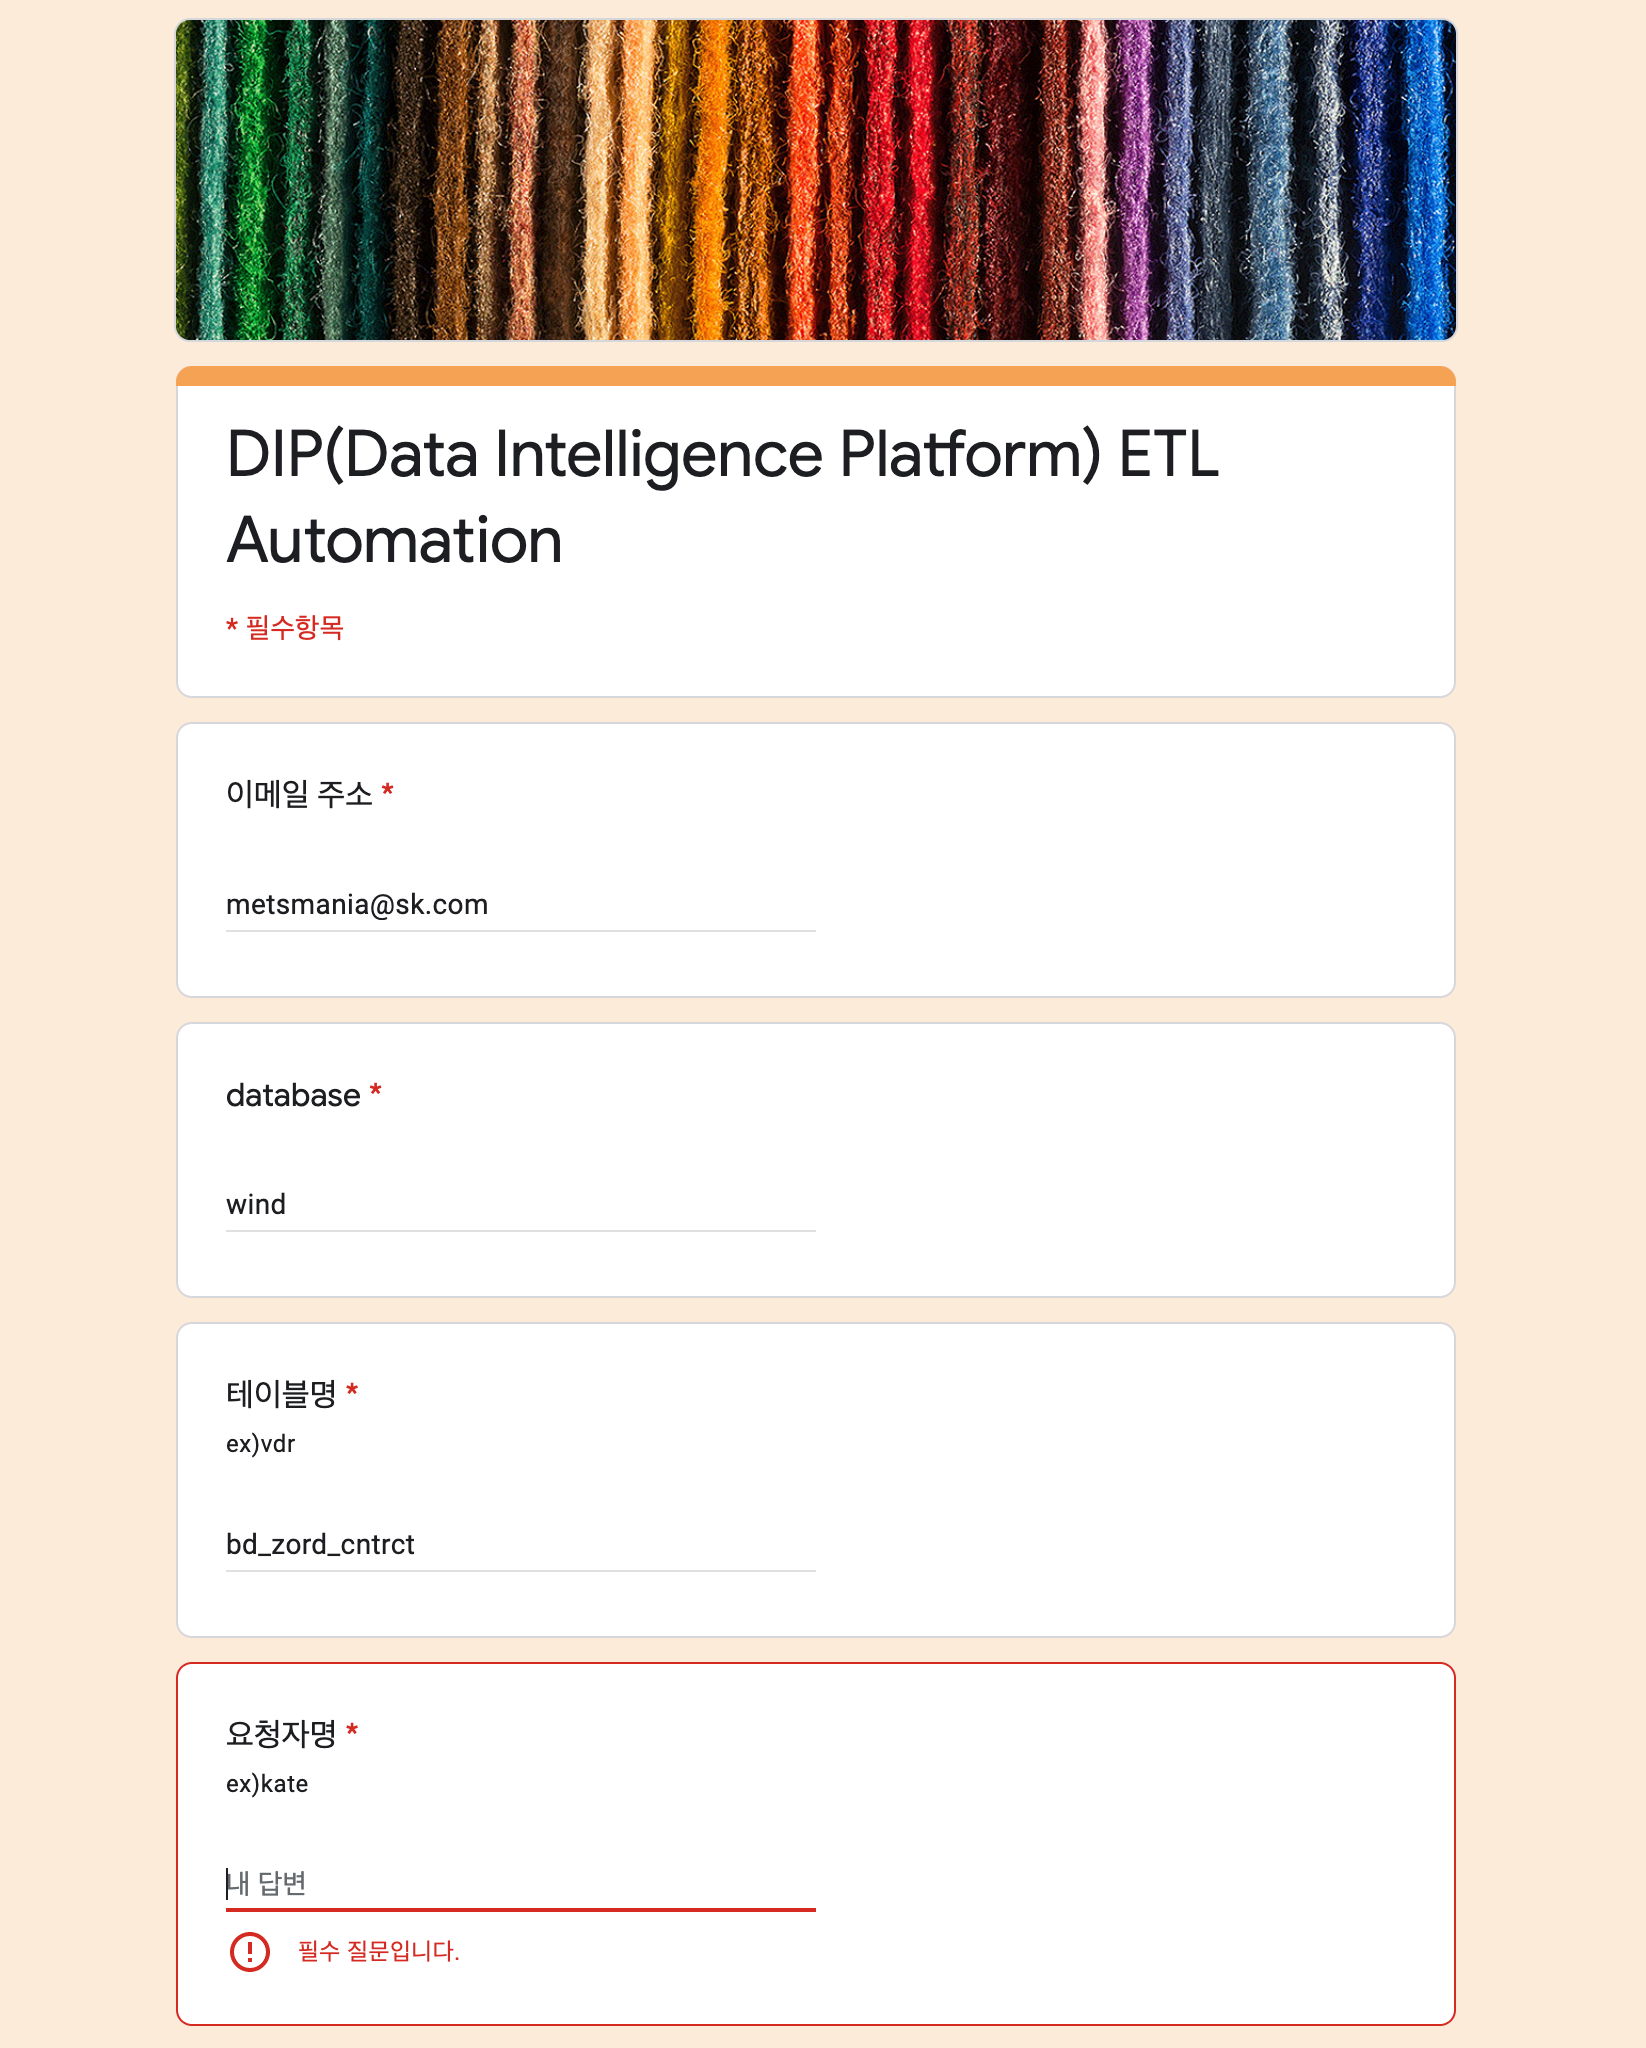 DIP(Data Intelligence Platform) ETL
Automation
* 필수항목
이메일 주소 *
metsmania@sk.com
database *
wind
테이블명 *
ex)vdr
bd_zord_cntrct
요청자명 *
ex)kate
내 답변
필수 질문입니다.